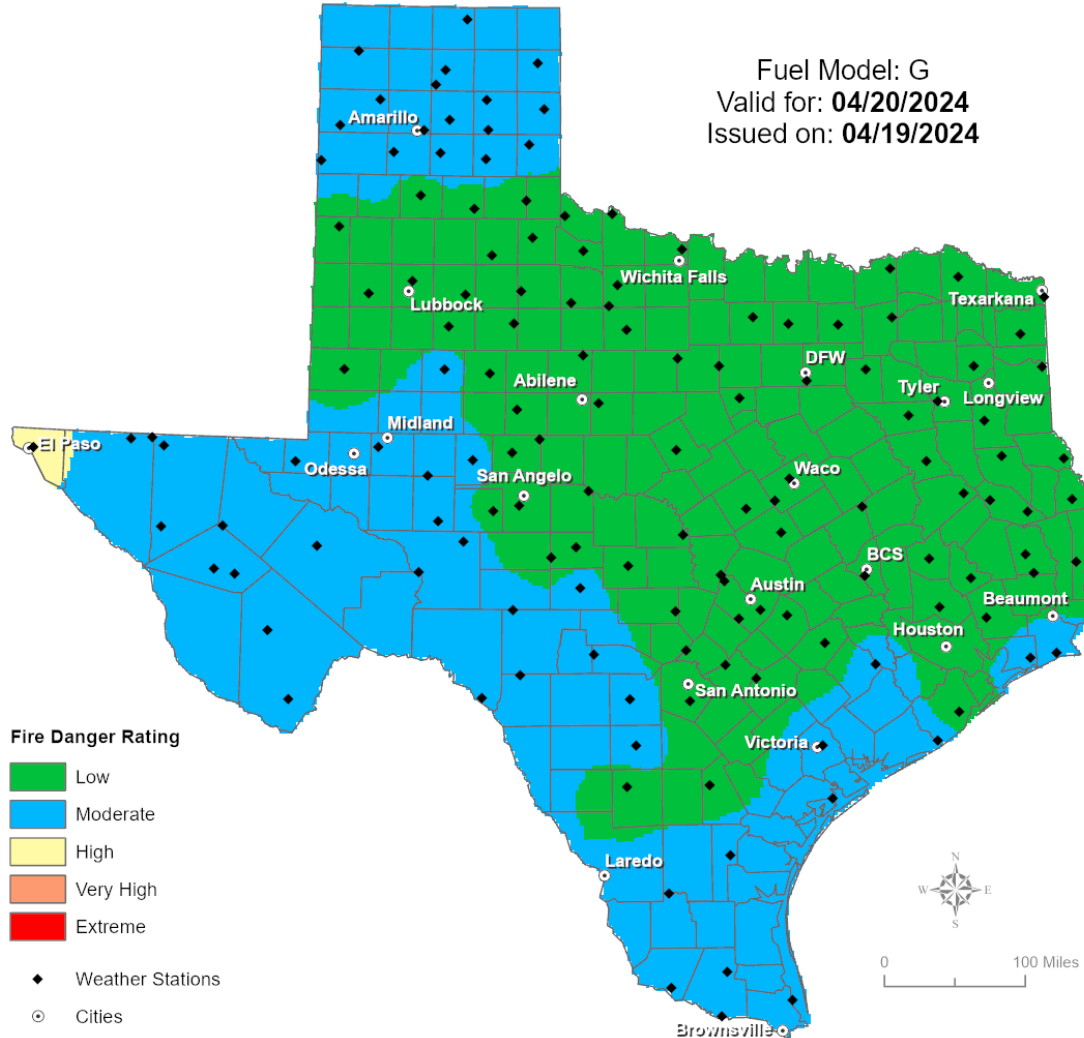 Fuel Model: G
Valid for: 04/20/2024
Issued on: 04/19/2024
Amarillo
Wichita Falls
Lubbock
Texarkana
DFW
Abilene
Tyler
Longview
Midland
El Paso
Odessa
San Angelo
Waco
BCS
Austin
Beaumont
Houston
San Antonio
Victoria
Laredo
Brownsville
Fire Danger Rating
Low
Moderate
High
Very High
Extreme
Weather Stations
Cities
N
W E
S
0 100 Miles